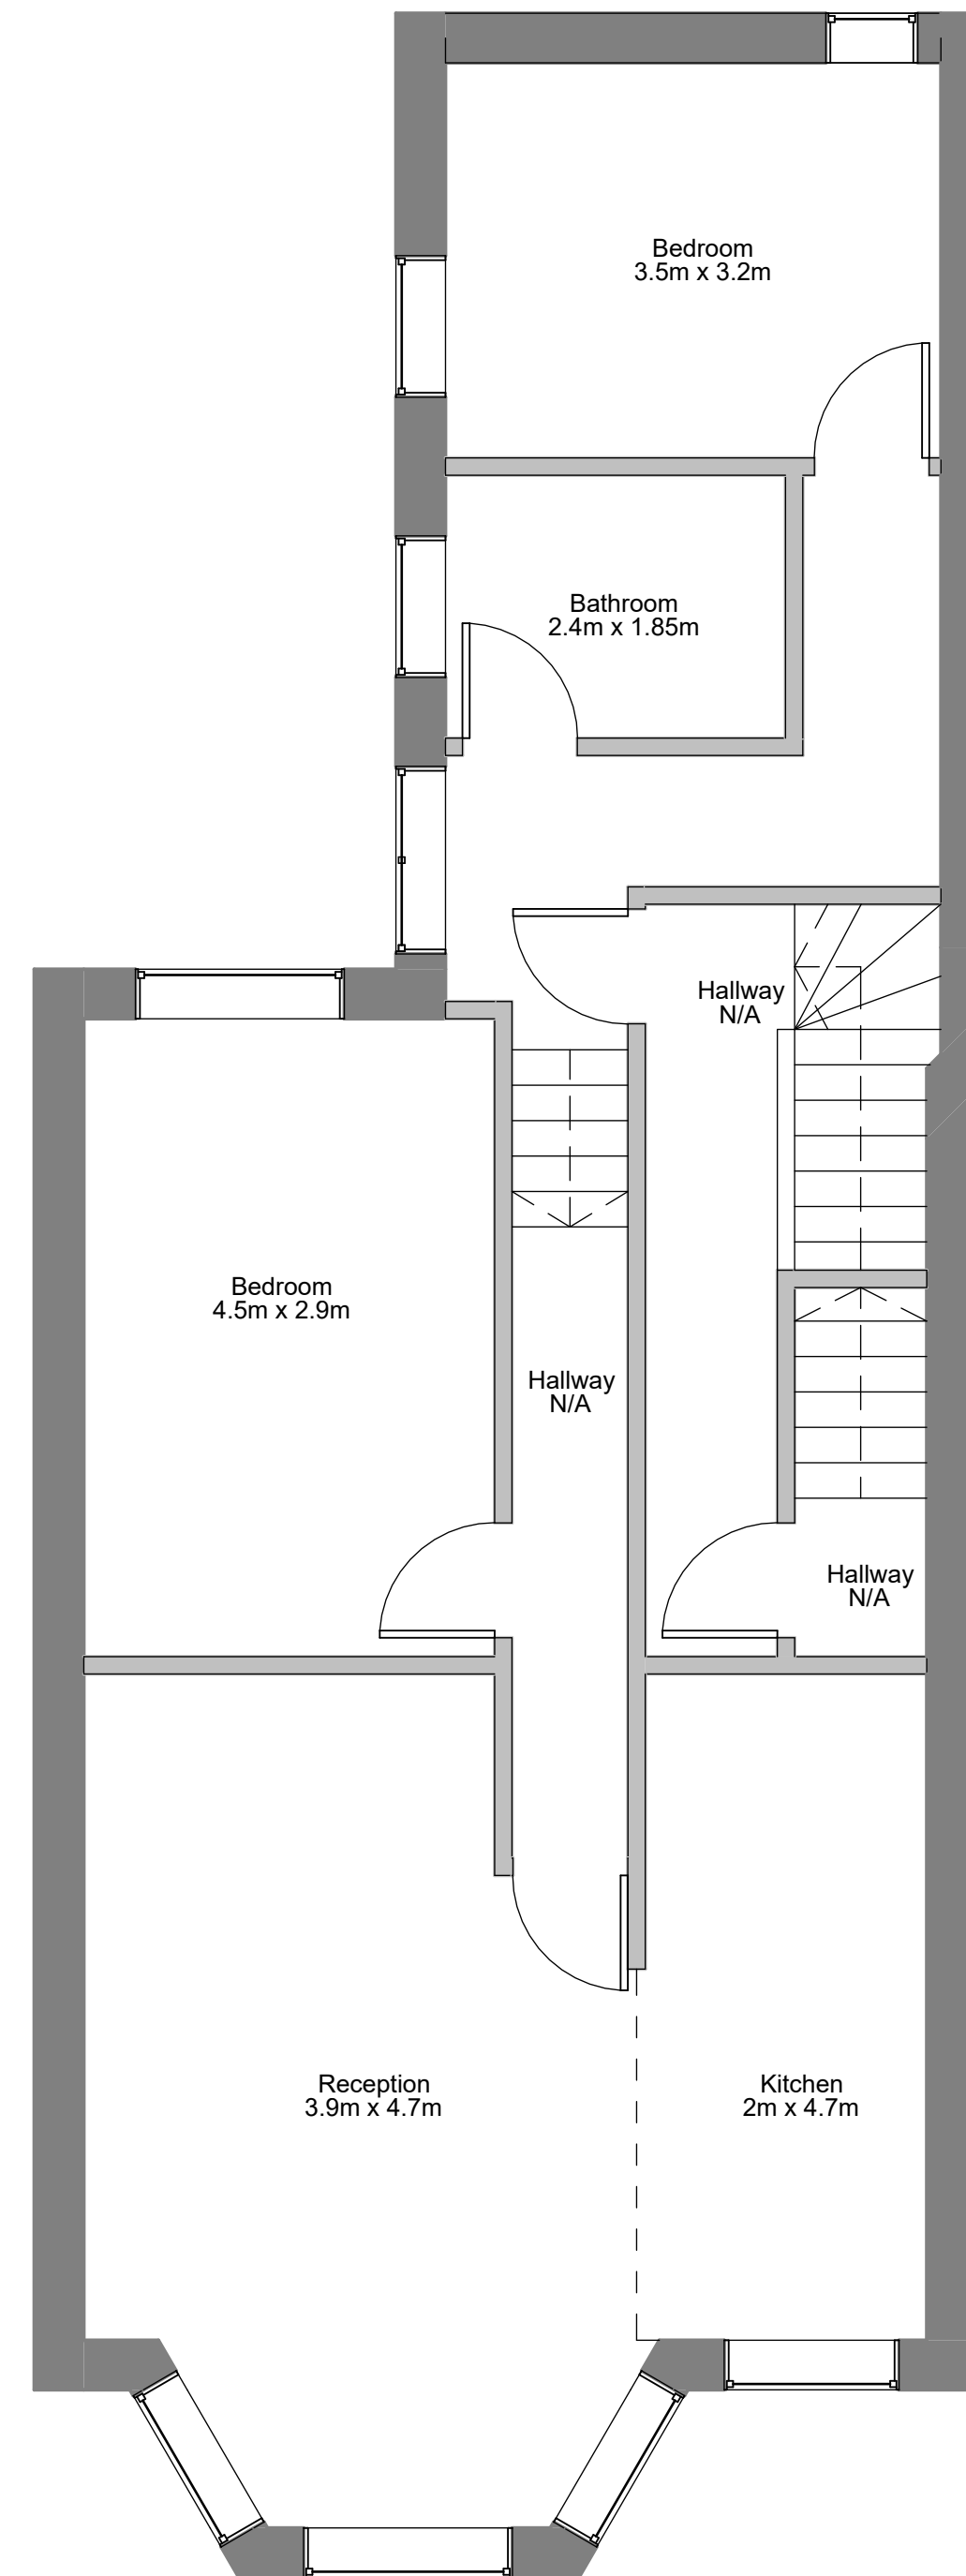 Bedroom
3.5m x 3.2m
Bathroom
2.4m x 1.85m
Hallway
N/A
Bedroom
4.5m x 2.9m
Hallway
N/A
Hallway
N/A
Reception
3.9m x 4.7m
Kitchen
2m x 4.7m